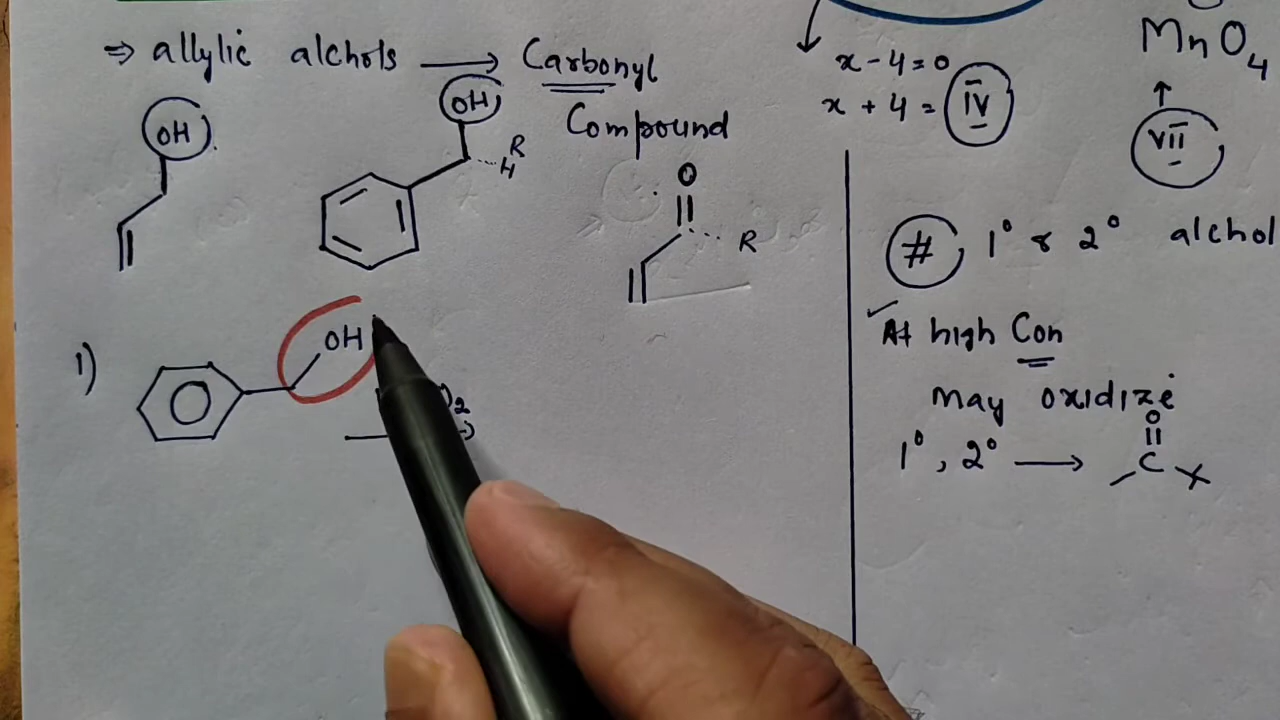 ⇒ allylic alchols ⟶ Carbonyl
Compound
OH
OH
R
H
O
R
x - 4 = 0
x + 4 = IV
MnO4
VII
# 1° & 2° alchol
At high Con
may oxidize
1°, 2° ⟶
O
C
1)
OH
2